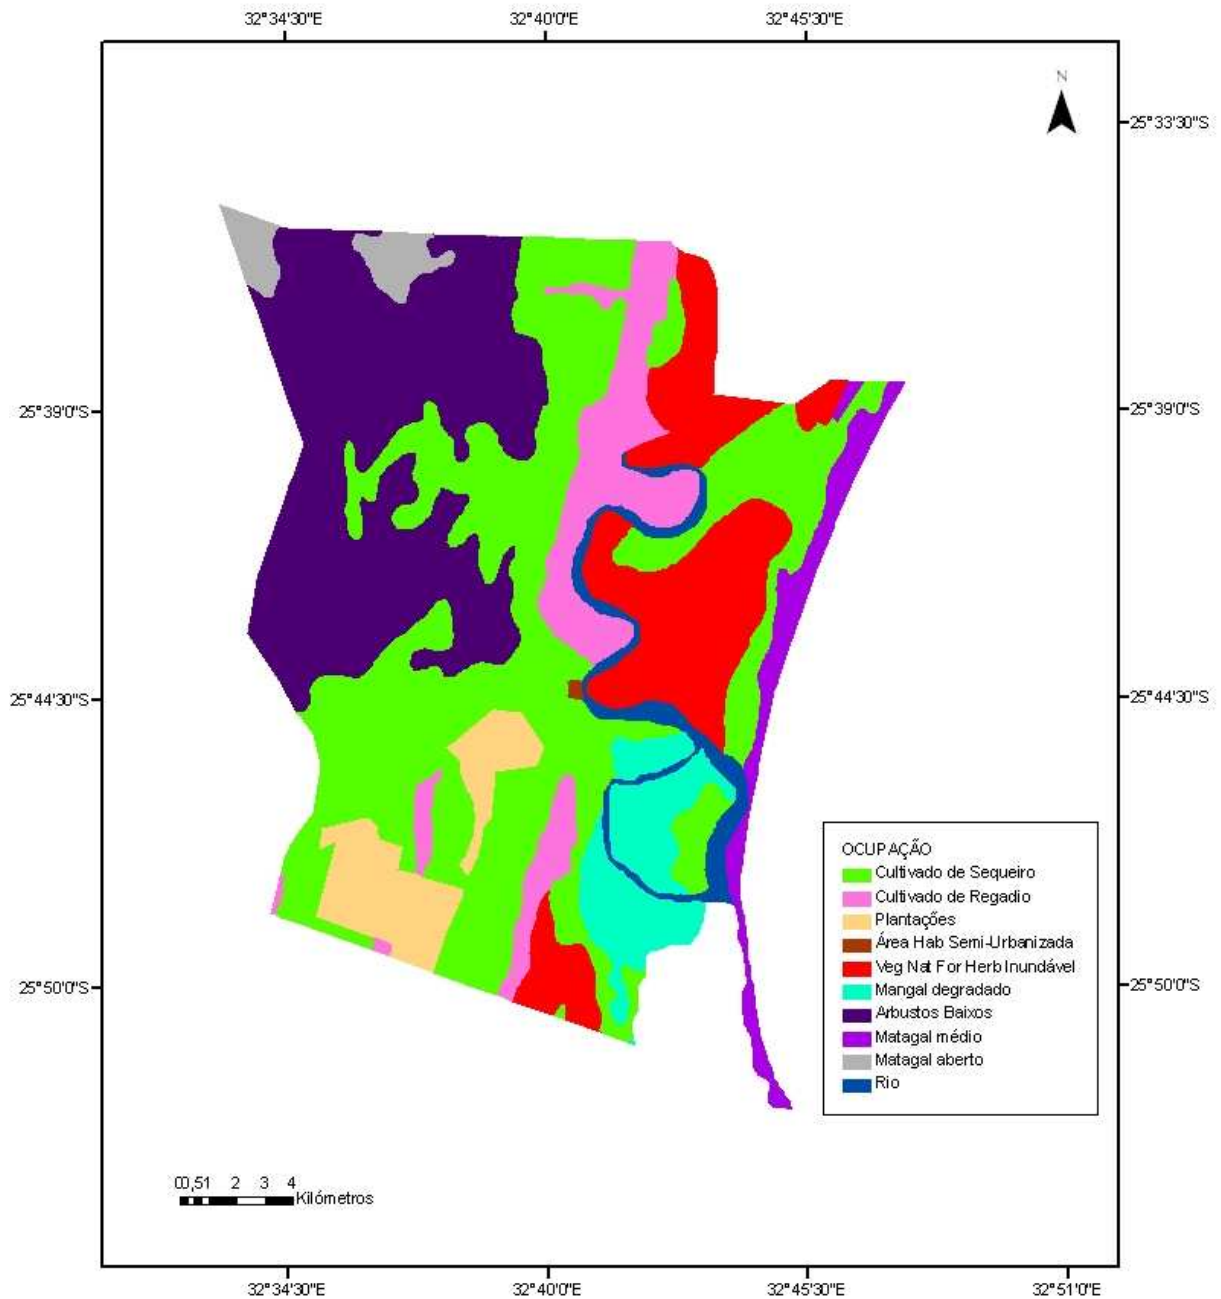 32°34'30"E 32°40'0"E 32°45'30"E
N
25°33'30"S
25°39'0"S 25°39'0"S
25°44'30"S 25°44'30"S
OCUPAÇÃO
Cultivado de Sequeiro
Cultivado de Regadio
Plantações
Área Hab Semi-Urbanizada
Veg Nat For Herb Inundável
Mangal degradado
25°50'0"S 25°50'0"S
Arbustos Baixos
Matagal médio
Matagal aberto
Rio
00,51 2 3 4
Kilómetros
32°34'30"E 32°40'0"E 32°45'30"E 32°51'0"E